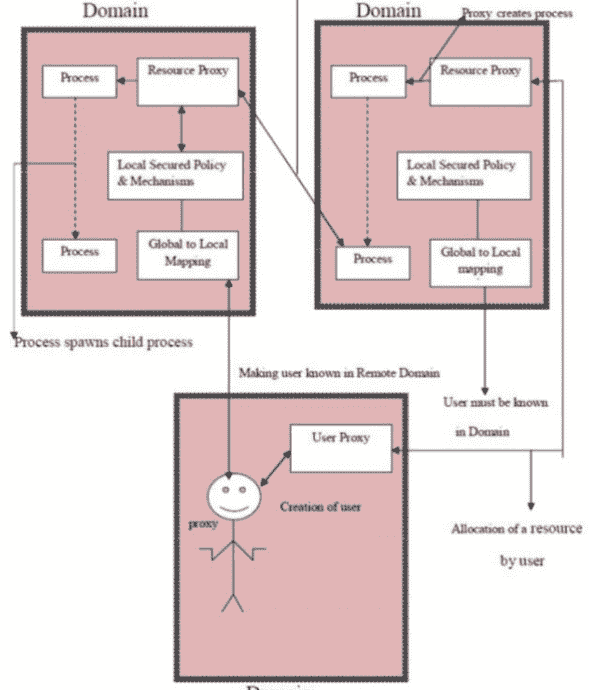 Domain
Domain
Proxy creates process
Process
Resource Proxy
Local Secured Policy
& Mechanisms
Process
Global to Local
Mapping
Process
Resource Proxy
Local Secured Policy
& Mechanisms
Process
Global to Local
mapping
Process spawns child process
Making user known in Remote Domain
User must be known
in Domain
User Proxy
Creation of user
proxy
Allocation of a resource
by user